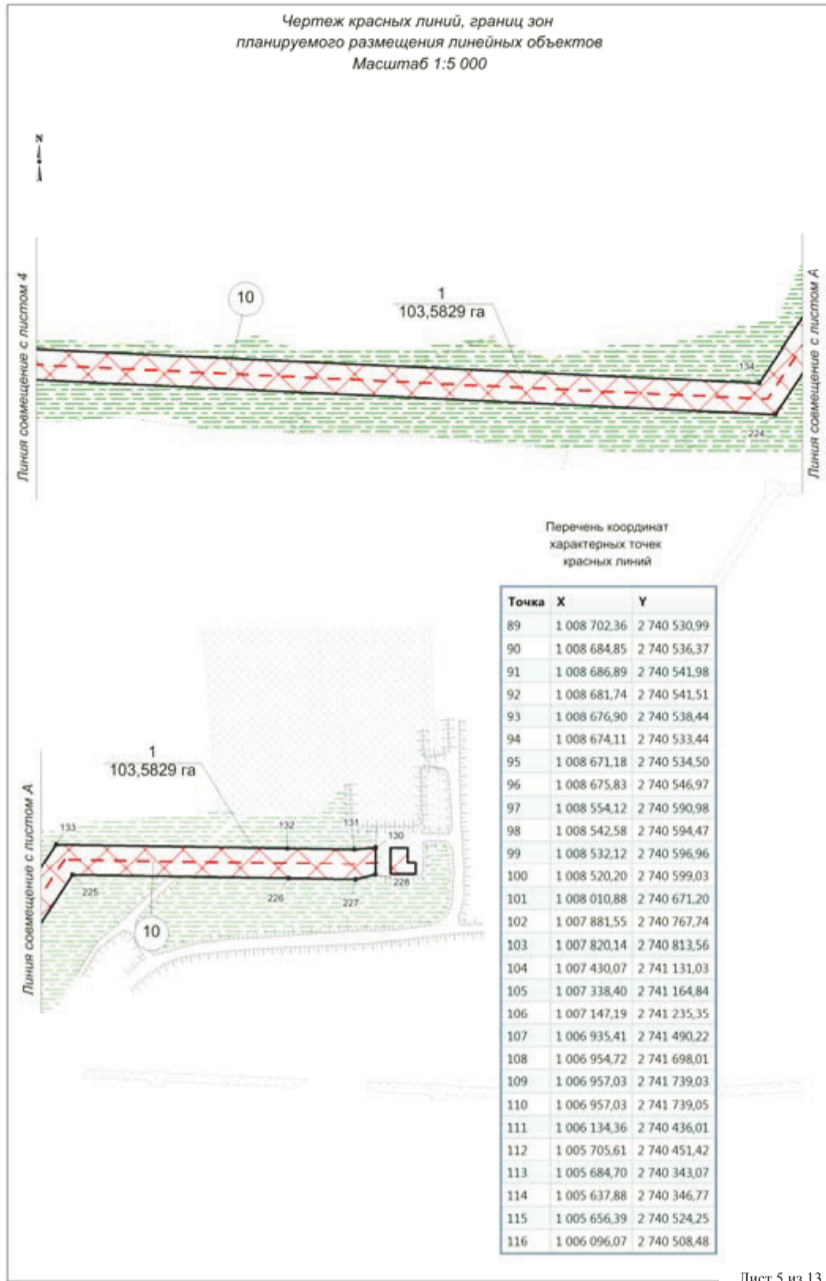 Чертеж красных линий, границ зон
планируемого размещения линейных объектов
Масштаб 1:5 000
N
Линия совмещение с листом 4
10
1
103,5829 га
134
224
Линия совмещение с листом А
Перечень координат
характерных точек
красных линий
Линия совмещение с листом А
1
103,5829 га
133
132
131
130
225
226
227
228
10
Точка X Y
89 1 008 702,36 2 740 530,99
90 1 008 684,85 2 740 536,37
91 1 008 686,89 2 740 541,98
92 1 008 681,74 2 740 541,51
93 1 008 676,90 2 740 538,44
94 1 008 674,11 2 740 533,44
95 1 008 671,18 2 740 534,50
96 1 008 675,83 2 740 546,97
97 1 008 554,12 2 740 590,98
98 1 008 542,58 2 740 594,47
99 1 008 532,12 2 740 596,96
100 1 008 520,20 2 740 599,03
101 1 008 010,88 2 740 671,20
102 1 007 881,55 2 740 767,74
103 1 007 820,14 2 740 813,56
104 1 007 430,07 2 741 131,03
105 1 007 338,40 2 741 164,84
106 1 007 147,19 2 741 235,35
107 1 006 935,41 2 741 490,22
108 1 006 954,72 2 741 698,01
109 1 006 957,03 2 741 739,03
110 1 006 957,03 2 741 739,05
111 1 006 134,36 2 740 436,01
112 1 005 705,61 2 740 451,42
113 1 005 684,70 2 740 343,07
114 1 005 637,88 2 740 346,77
115 1 005 656,39 2 740 524,25
116 1 006 096,07 2 740 508,48
Лист 5 из 13